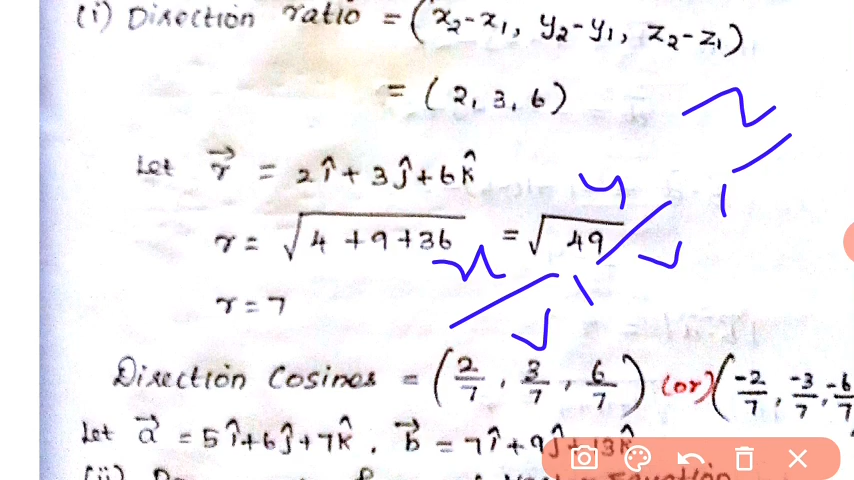 (i) Direction ratio = (x₂-x₁, y₂-y₁, z₂-z₁)
= (2, 3, 6)
Let r⃗ = 2î + 3ĵ + 6k̂
r = √(4 + 9 + 36) = √49
r = 7
Direction Cosines = (2/7, 3/7, 6/7) (or) (-2/7, -3/7, -6/7
Let a⃗ = 5î + 6ĵ + 7k̂, b⃗ = 7î + 9ĵ + 13k̂
(ii)